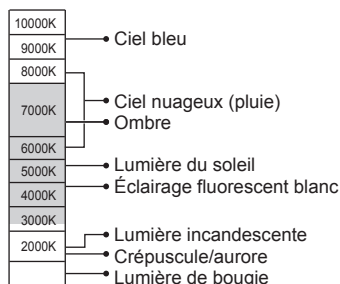 10000K
9000K
Ciel bleu
8000K
Ciel nuageux (pluie)
7000K
Ombre
6000K
5000K
Lumière du soleil
4000K
Éclairage fluorescent blanc
3000K
2000K
Lumière incandescente
Crépuscule/aurore
Lumière de bougie